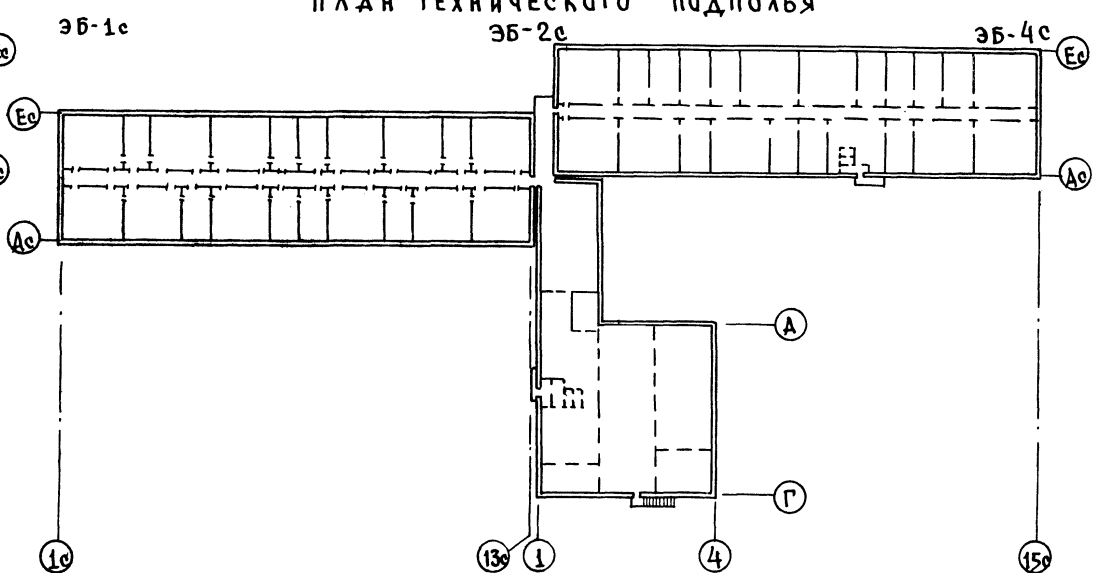 ПЛАН ТЕХНИЧЕСКОГО ПОДПОЛЬЯ
ЭБ-1с
ЭБ-2с
ЭБ-4с
Ес
Ес
Ас
Ас
А
Г
1с
13с
1
4
15с